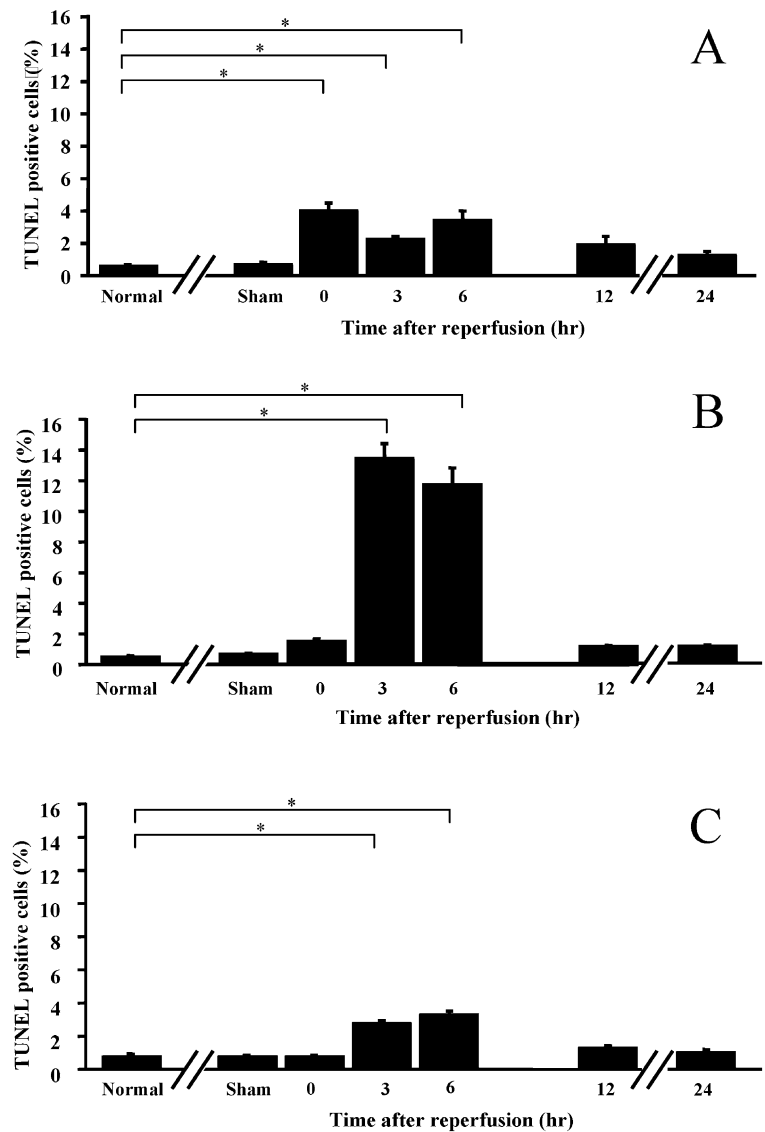 A
TUNEL positive cells (%)
16
14
12
10
8
6
4
2
0
*
*
*
Normal Sham 0 3 6 12 24
Time after reperfusion (hr)
B
TUNEL positive cells (%)
16
14
12
10
8
6
4
2
0
*
*
Normal Sham 0 3 6 12 24
Time after reperfusion (hr)
C
TUNEL positive cells (%)
16
14
12
10
8
6
4
2
0
*
*
Normal Sham 0 3 6 12 24
Time after reperfusion (hr)